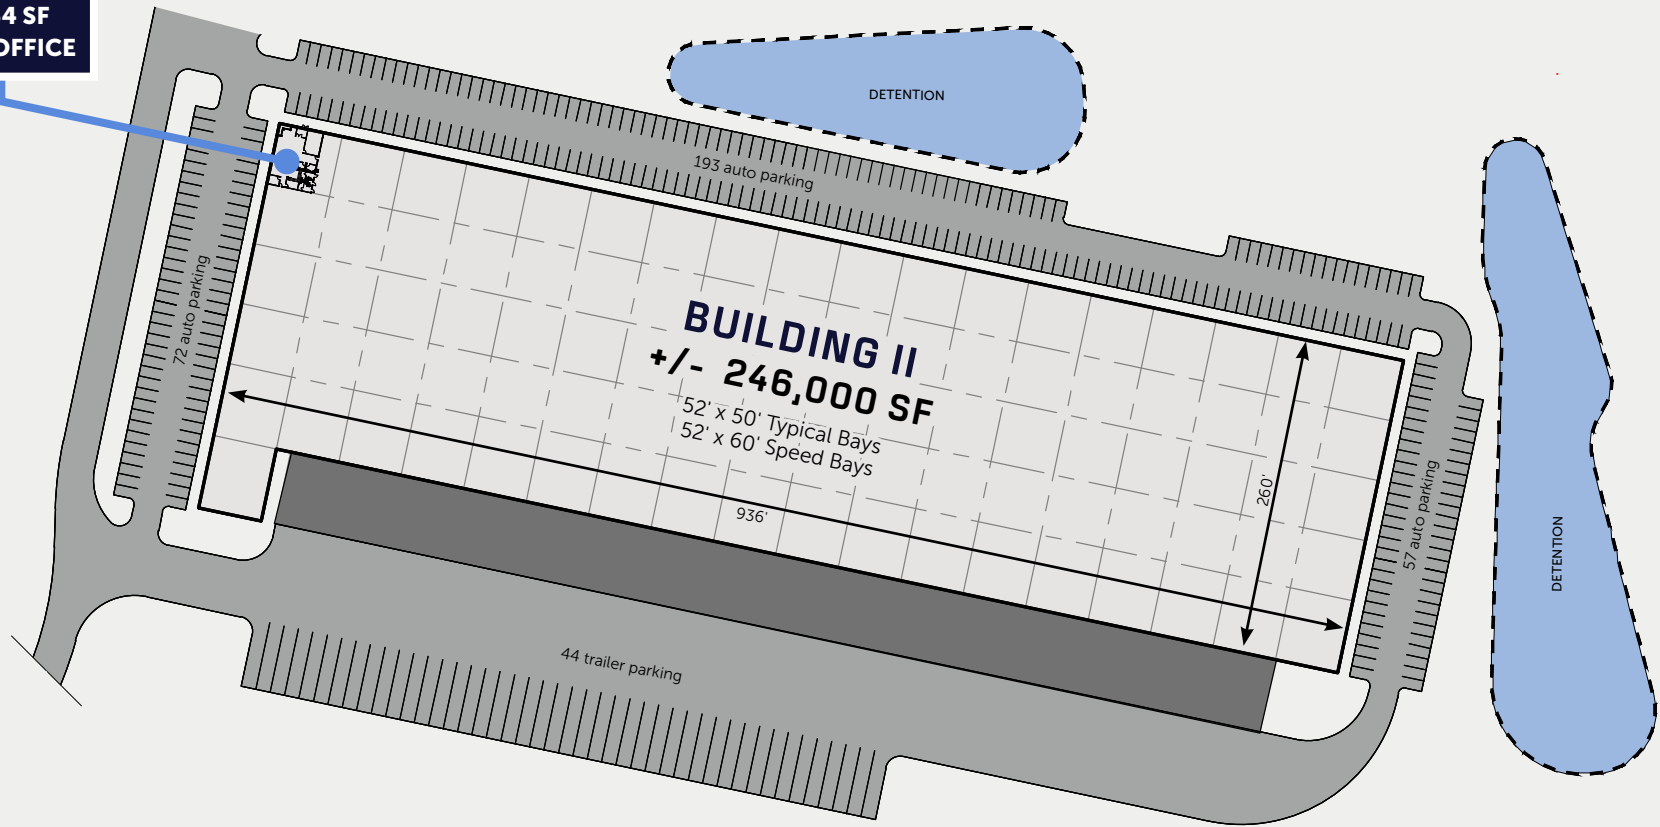 SF
OFFICE
DETENTION
193 auto parking
72 auto parking
BUILDING II
+/- 246,000 SF
52' x 50' Typical Bays
52' x 60' Speed Bays
936'
260'
57 auto parking
DETENTION
44 trailer parking